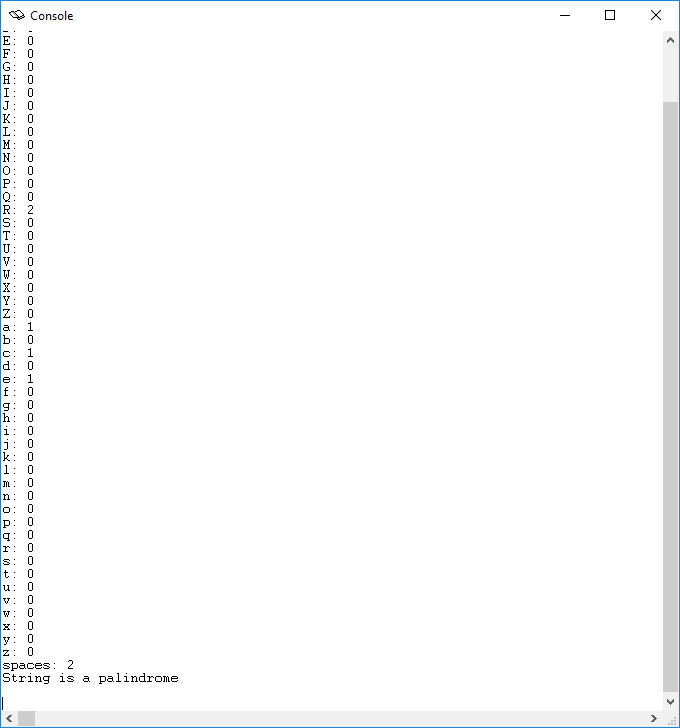 Console
E: 0
F: 0
G: 0
H: 0
I: 0
J: 0
K: 0
L: 0
M: 0
N: 0
O: 0
P: 0
Q: 0
R: 2
S: 0
T: 0
U: 0
V: 0
W: 0
X: 0
Y: 0
Z: 0
a: 1
b: 0
c: 1
d: 0
e: 1
f: 0
g: 0
h: 0
i: 0
j: 0
k: 0
l: 0
m: 0
n: 0
o: 0
p: 0
q: 0
r: 0
s: 0
t: 0
u: 0
v: 0
w: 0
x: 0
y: 0
z: 0
spaces: 2
String is a palindrome